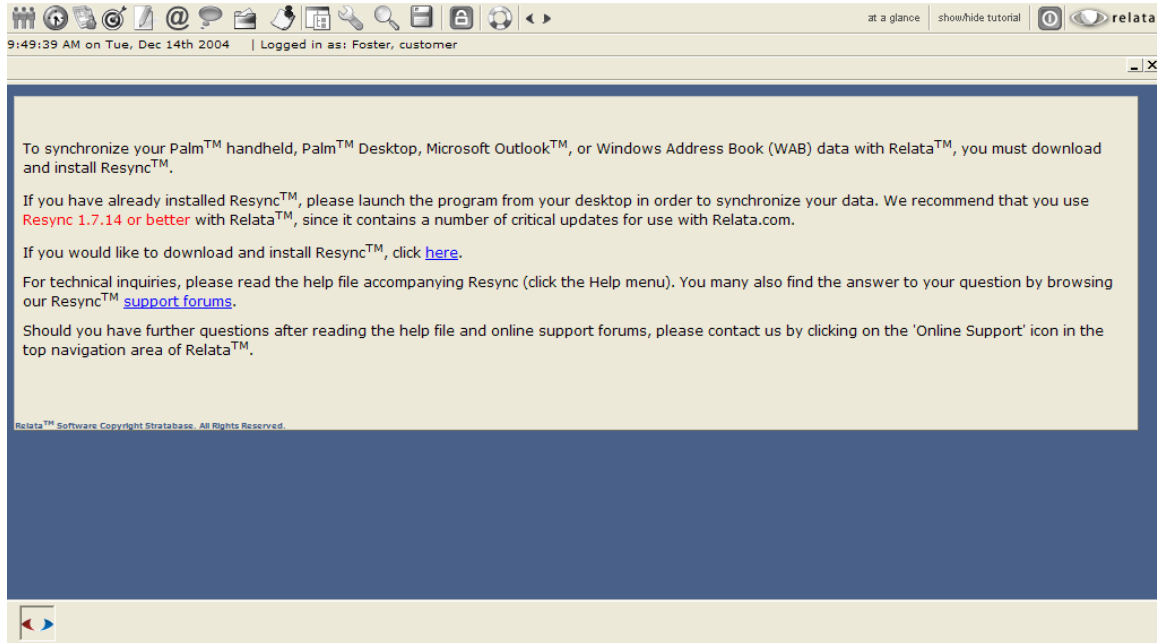 at a glance show/hide tutorial relata
9:49:39 AM on Tue, Dec 14th 2004 | Logged in as: Foster, customer
To synchronize your Palm™ handheld, Palm™ Desktop, Microsoft Outlook™, or Windows Address Book (WAB) data with Relata™, you must download
and install Resync™.
If you have already installed Resync™, please launch the program from your desktop in order to synchronize your data. We recommend that you use
Resync 1.7.14 or better with Relata™, since it contains a number of critical updates for use with Relata.com.
If you would like to download and install Resync™, click here.
For technical inquiries, please read the help file accompanying Resync (click the Help menu). You many also find the answer to your question by browsing
our Resync™ support forums.
Should you have further questions after reading the help file and online support forums, please contact us by clicking on the 'Online Support' icon in the
top navigation area of Relata™.
Relata™ Software Copyright Stratabase. All Rights Reserved.